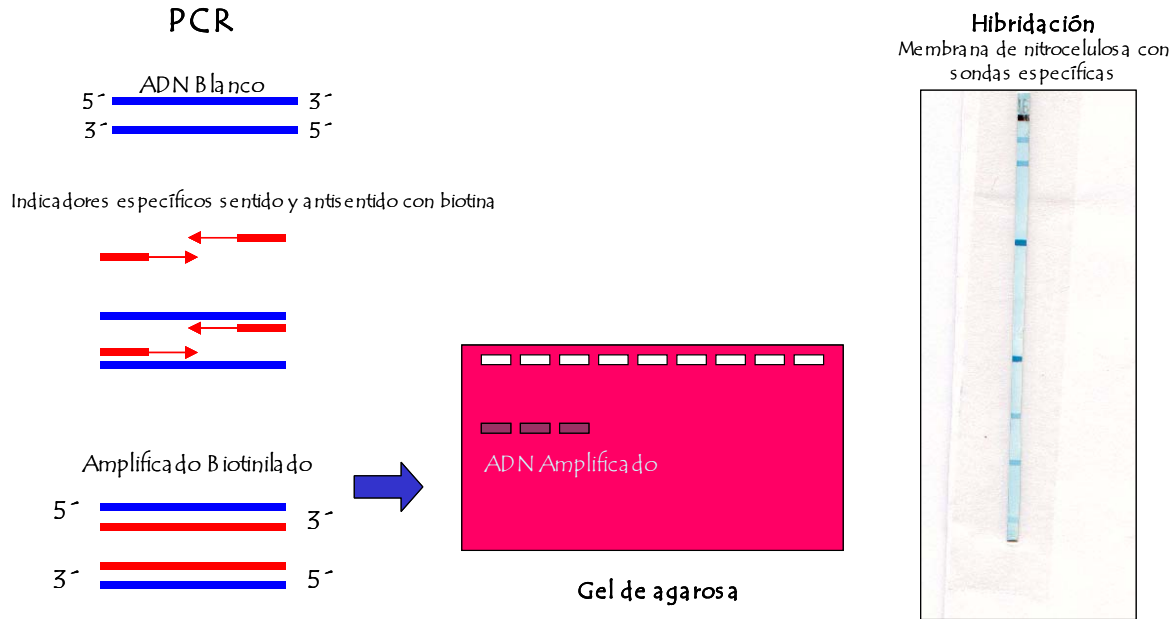 PCR
ADN Blanco
5´ 3´
3´ 5´
Indicadores específicos sentido y antisentido con biotina
Amplificado Biotinilado
5´ 3´
3´ 5´
ADN Amplificado
Gel de agarosa
Hibridación
Membrana de nitrocelulosa con
sondas específicas